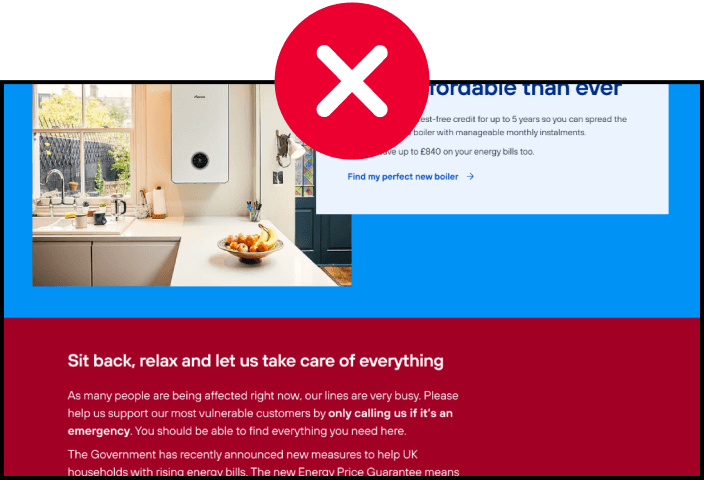 fordable than ever
est-free credit for up to 5 years so you can spread the
boiler with manageable monthly instalments.
ave up to £840 on your energy bills too.
Find my perfect new boiler
Sit back, relax and let us take care of everything
As many people are being affected right now, our lines are very busy. Please
help us support our most vulnerable customers by only calling us if it's an
emergency. You should be able to find everything you need here.
The Government has recently announced new measures to help UK
households with rising energy bills. The new Energy Price Guarantee means